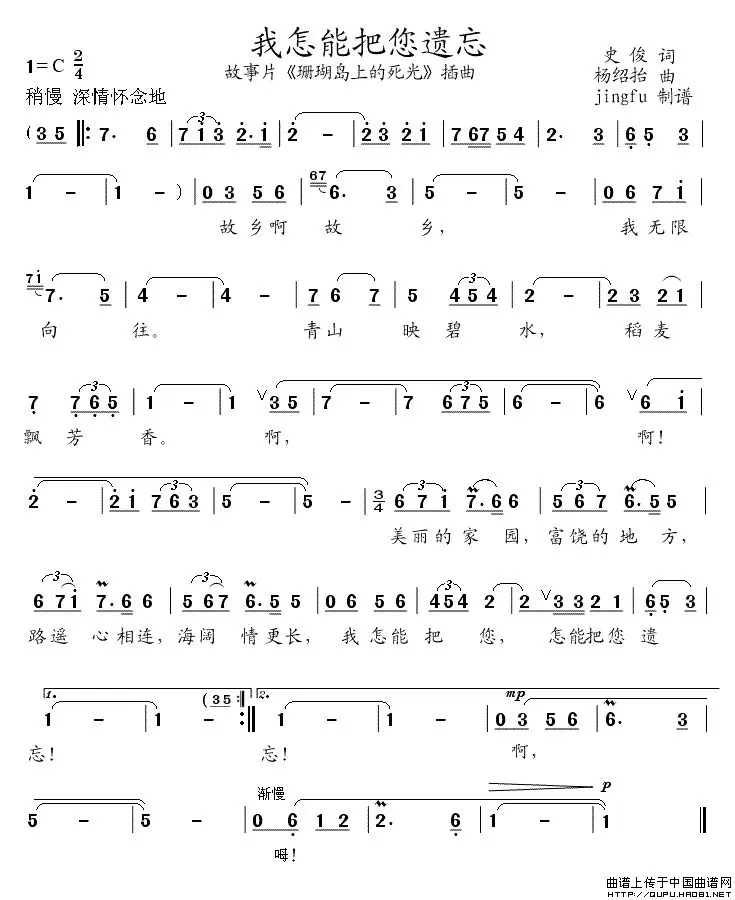 我怎能把您遗忘
1=C 2/4
故事片《珊瑚岛上的死光》插曲
史俊 词
杨绍抬 曲
jingfu 制谱
稍慢 深情怀念地
(3 5 ‖: 7. 6 | 7 1 3 2. 1 | 2 - | 2 3 2 1 | 7 6 7 5 4 | 2. 3 | 6 5 3 |
1 - | 1 - ) | 0 3 5 6 | 67 6. 3 | 5 - | 5 - | 0 6 7 1 |
故乡啊 故 乡, 我无限
71 7. 5 | 4 - | 4 - | 7 6 7 | 5 4 5 4 | 2 - | 2 3 2 1 |
向 往。 青山 映碧 水, 稻麦
7 7 6 5 | 1 - | 1 ∨ 3 5 | 7 - | 7 6 7 5 | 6 - | 6 ∨ | 6 1 |
飘芳 香。 啊, 啊!
2 - | 2 1 7 6 3 | 5 - | 5 - | 3/4 6 7 1 7. 6 6 | 5 6 7 6. 5 5 |
美丽的家 园, 富饶的地 方,
6 7 1 7. 6 6 | 5 6 7 6. 5 5 | 0 6 5 6 | 4 5 4 2 | 2 ∨ 3 3 2 1 | 6 5 3 |
路遥 心相连, 海阔 情更长, 我怎能 把 您, 怎能把您 遗
1. (3 5 2.
1 - | 1 - :‖ 1 - | 1 - | mp 0 3 5 6 | 6. 3 |
忘! 忘! 啊,
渐慢 p
5 - | 5 - | 0 6 1 2 | 2. 6 | 1 - | 1 ‖
呣!
曲谱上传于中国曲谱网
http://QUPU.HAO81.NET